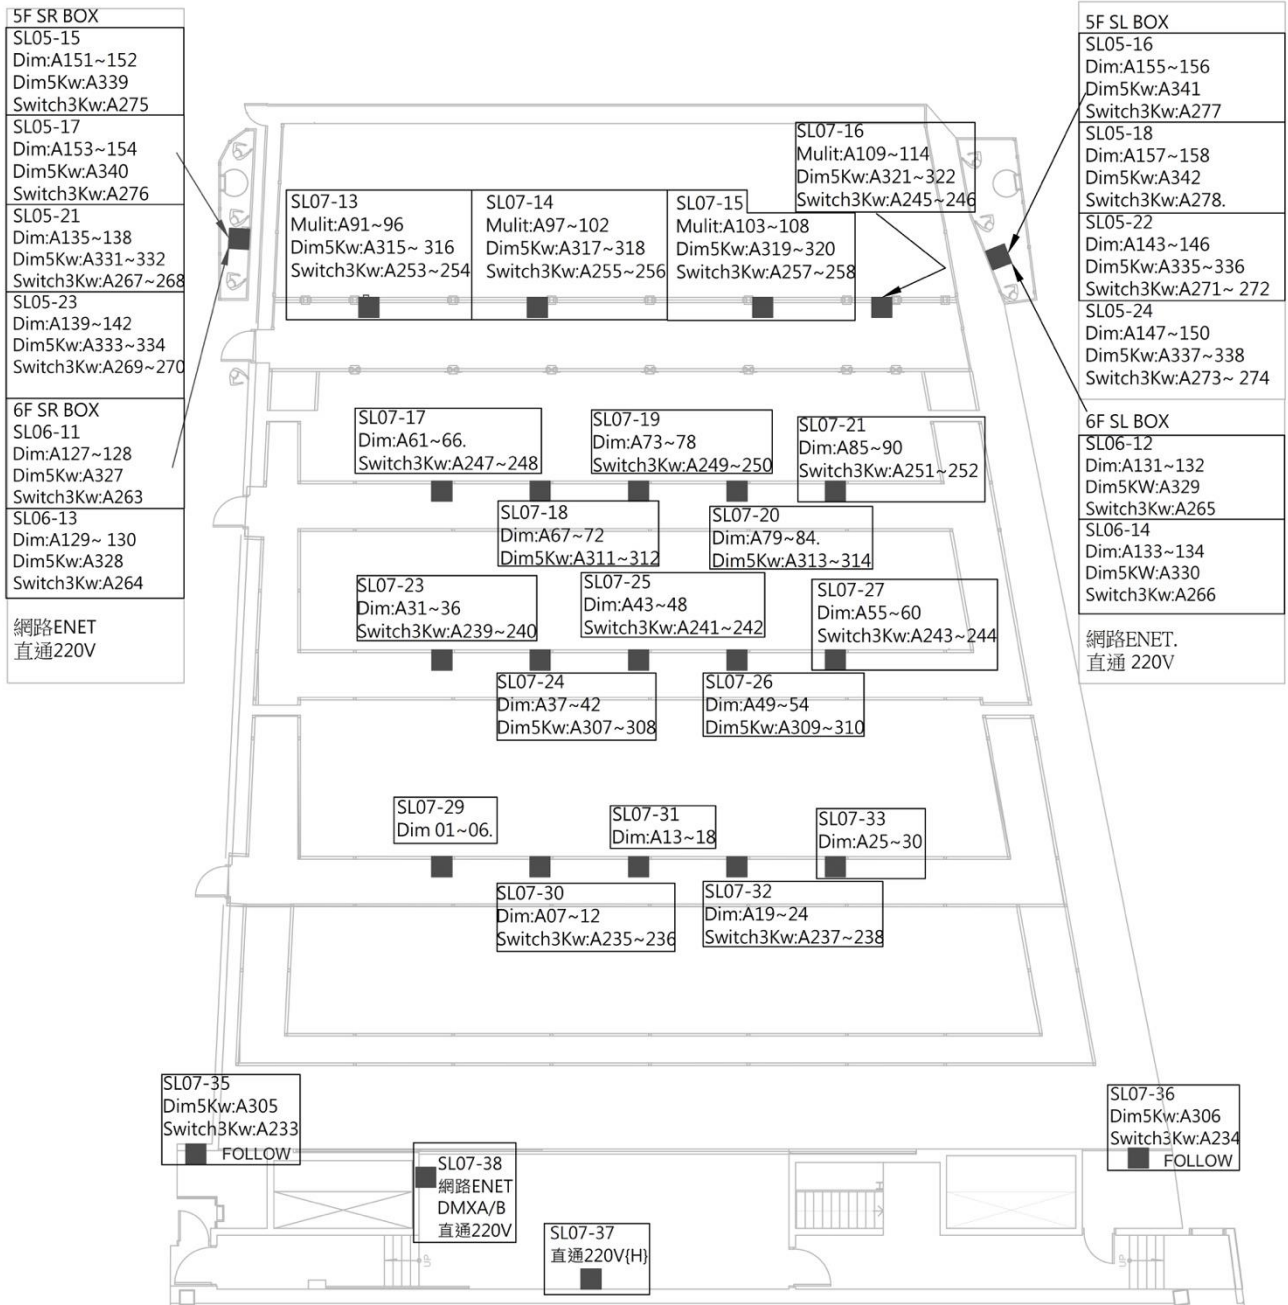 5F SR BOX
SL05-15
Dim:A151~152
Dim5Kw:A339
Switch3Kw:A275
SL05-17
Dim:A153~154
Dim5Kw:A340
Switch3Kw:A276
SL05-21
Dim:A135~138
Dim5Kw:A331~332
Switch3Kw:A267~268
SL05-23
Dim:A139~142
Dim5Kw:A333~334
Switch3Kw:A269~270
6F SR BOX
SL06-11
Dim:A127~128
Dim5Kw:A327
Switch3Kw:A263
SL06-13
Dim:A129~ 130
Dim5Kw:A328
Switch3Kw:A264
網路ENET
直通220V
5F SL BOX
SL05-16
Dim:A155~156
Dim5Kw:A341
Switch3Kw:A277
SL05-18
Dim:A157~158
Dim5Kw:A342
Switch3Kw:A278.
SL05-22
Dim:A143~146
Dim5Kw:A335~336
Switch3Kw:A271~ 272
SL05-24
Dim:A147~150
Dim5Kw:A337~338
Switch3Kw:A273~ 274
6F SL BOX
SL06-12
Dim:A131~132
Dim5KW:A329
Switch3Kw:A265
SL06-14
Dim:A133~134
Dim5KW:A330
Switch3Kw:A266
網路ENET.
直通 220V
SL07-13
Mulit:A91~96
Dim5Kw:A315~ 316
Switch3Kw:A253~254
SL07-14
Mulit:A97~102
Dim5Kw:A317~318
Switch3Kw:A255~256
SL07-15
Mulit:A103~108
Dim5Kw:A319~320
Switch3Kw:A257~258
SL07-16
Mulit:A109~114
Dim5Kw:A321~322
Switch3Kw:A245~246
SL07-17
Dim:A61~66.
Switch3Kw:A247~248
SL07-19
Dim:A73~78
Switch3Kw:A249~250
SL07-21
Dim:A85~90
Switch3Kw:A251~252
SL07-18
Dim:A67~72
Dim5Kw:A311~312
SL07-20
Dim:A79~84.
Dim5Kw:A313~314
SL07-23
Dim:A31~36
Switch3Kw:A239~240
SL07-25
Dim:A43~48
Switch3Kw:A241~242
SL07-27
Dim:A55~60
Switch3Kw:A243~244
SL07-24
Dim:A37~42
Dim5Kw:A307~308
SL07-26
Dim:A49~54
Dim5Kw:A309~310
SL07-29
Dim 01~06.
SL07-31
Dim:A13~18
SL07-33
Dim:A25~30
SL07-30
Dim:A07~12
Switch3Kw:A235~236
SL07-32
Dim:A19~24
Switch3Kw:A237~238
SL07-35
Dim5Kw:A305
Switch3Kw:A233
FOLLOW
SL07-36
Dim5Kw:A306
Switch3Kw:A234
FOLLOW
SL07-38
網路ENET
DMXA/B
直通220V
SL07-37
直通220V{H}
UP
UP